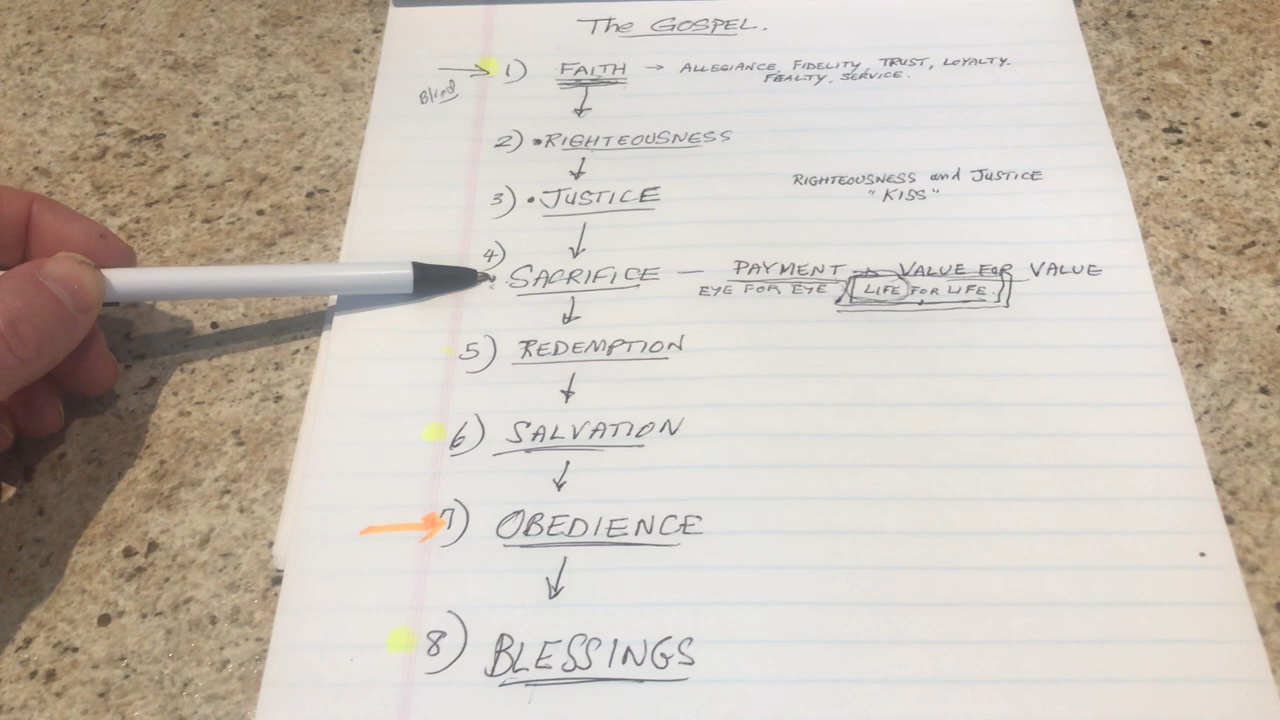 The GOSPEL.
1) FAITH → ALLEGIANCE, FIDELITY, TRUST, LOYALTY.
FEALTY, SERVICE.
Blind
2) •RIGHTEOUSNESS
RIGHTEOUSNESS and JUSTICE
"KISS"
3) •JUSTICE
4) SACRIFICE — PAYMENT → VALUE FOR VALUE
EYE FOR EYE LIFE FOR LIFE
5) REDEMPTION
6) SALVATION
7) OBEDIENCE
8) BLESSINGS